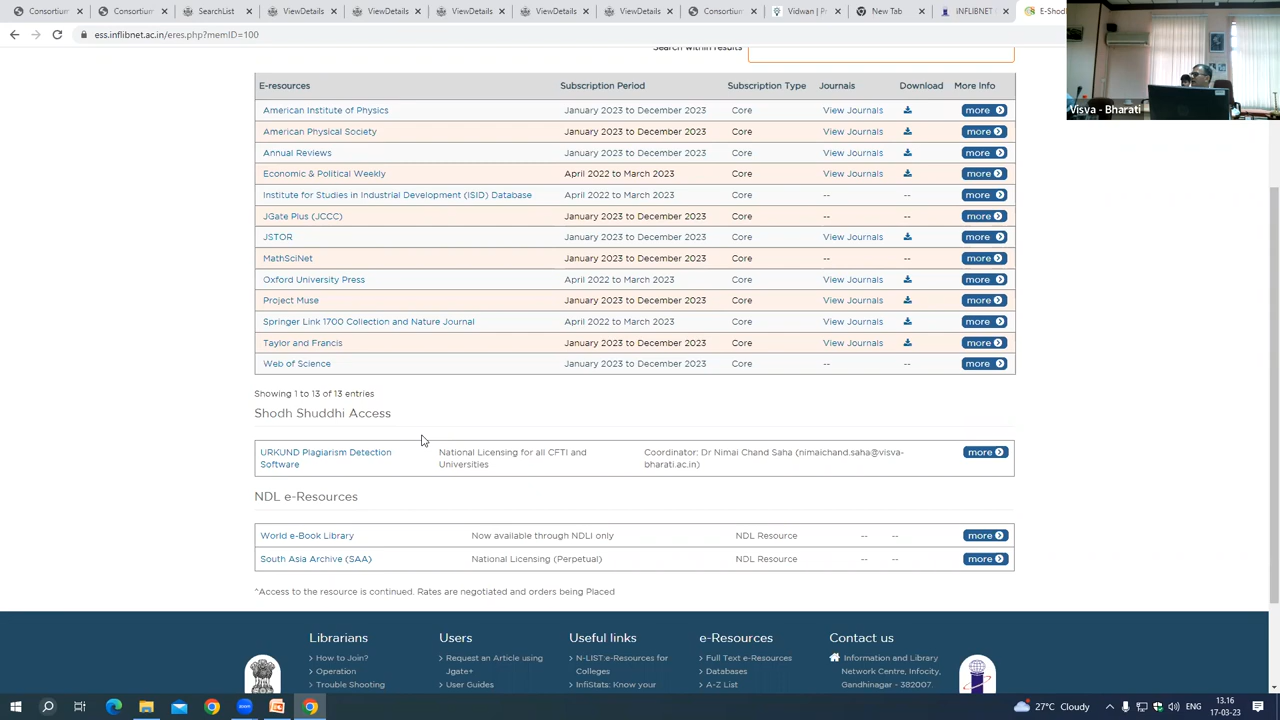 Consortium
Consortium
SearchList
ViewDetails
ViewDetails
ViewDetails
ViewDetails
ViewDetails
Consortium
Vidwan | P
New Tab
iNFLIBNET
E-Shod
ess.inflibnet.ac.in/eres.php?memID=100
Search within results
Visva - Bharati
E-resources Subscription Period Subscription Type Journals Download More Info
American Institute of Physics January 2023 to December 2023 Core View Journals more
American Physical Society January 2023 to December 2023 Core View Journals more
Annual Reviews January 2023 to December 2023 Core View Journals more
Economic & Political Weekly April 2022 to March 2023 Core View Journals more
Institute for Studies in Industrial Development (ISID) Database April 2022 to March 2023 Core -- -- more
JGate Plus (JCCC) January 2023 to December 2023 Core -- -- more
Jstore January 2023 to December 2023 Core View Journals more
MathSciNet January 2023 to December 2023 Core -- -- more
Oxford University Press April 2022 to March 2023 Core View Journals more
Project Muse January 2023 to December 2023 Core View Journals more
Springer Link 1700 Collection and Nature Journal April 2022 to March 2023 Core View Journals more
Taylor and Francis January 2023 to December 2023 Core View Journals more
Web of Science January 2023 to December 2023 Core -- -- more
Showing 1 to 13 of 13 entries
Shodh Shuddhi Access
URKUND Plagiarism Detection National Licensing for all CFTI and Coordinator: Dr Nimai Chand Saha (nimaichand.saha@visva- more
Software Universities bharati.ac.in)
NDL e-Resources
World e-Book Library Now available through NDLI only NDL Resource -- -- more
South Asia Archive (SAA) National Licensing (Perpetual) NDL Resource -- -- more
^Access to the resource is continued. Rates are negotiated and orders being Placed
Librarians Users Useful links e-Resources Contact us
How to Join? Request an Article using N-LIST:e-Resources for Full Text e-Resources Information and Library
Operation Jgate+ Colleges Databases Network Centre, Infocity,
Trouble Shooting User Guides InfiStats: Know your A-Z List Gandhinagar - 382007.
27°C Cloudy ENG 13.16
17-03-23